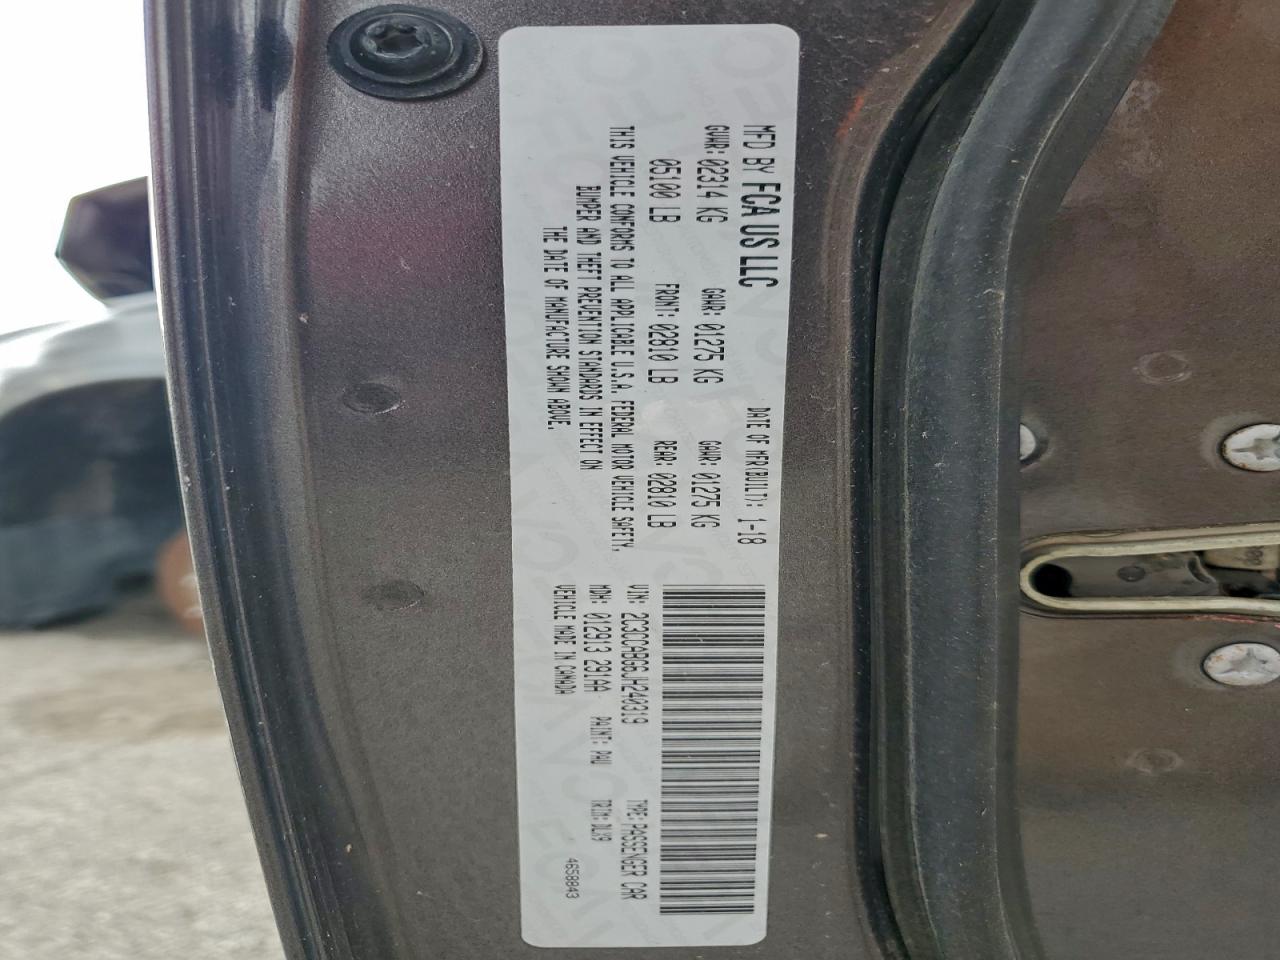 MFD BY FCA US LLC
DATE OF MFR(BUILT): 1-18
GVWR: 02314 KG GAWR: 01275 KG GAWR: 01275 KG
05100 LB FRONT: 02810 LB REAR: 02810 LB
THIS VEHICLE CONFORMS TO ALL APPLICABLE U.S.A. FEDERAL MOTOR VEHICLE SAFETY,
BUMPER AND THEFT PREVENTION STANDARDS IN EFFECT ON
THE DATE OF MANUFACTURE SHOWN ABOVE.
VIN: 2C3CCABG6JH240319 TYPE: PASSENGER CAR
MDH: 012913 291AA PAINT: PAU TRIM: DLX9
VEHICLE MADE IN CANADA
46S8843